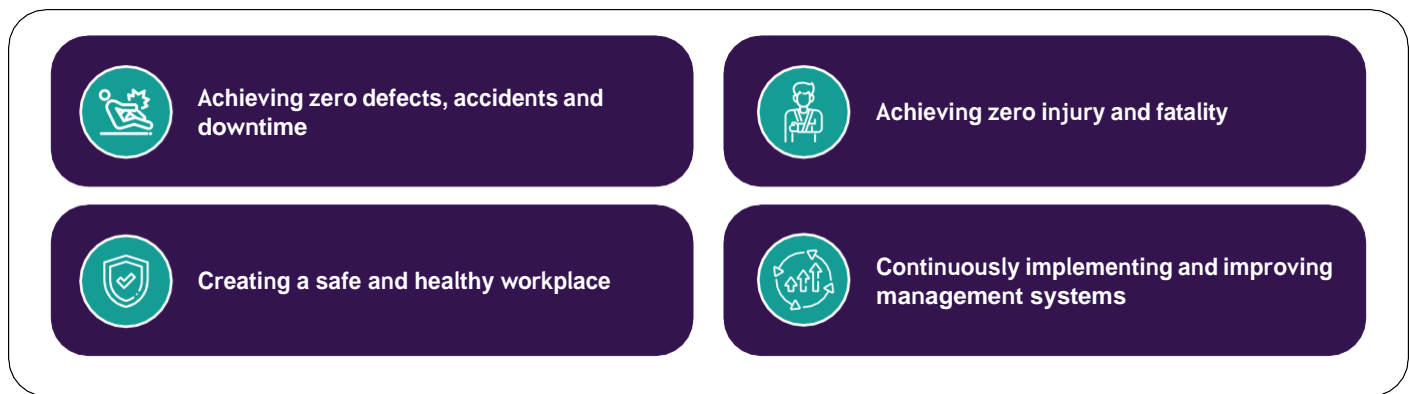 Achieving zero defects, accidents and
downtime
Achieving zero injury and fatality
Creating a safe and healthy workplace
Continuously implementing and improving
management systems